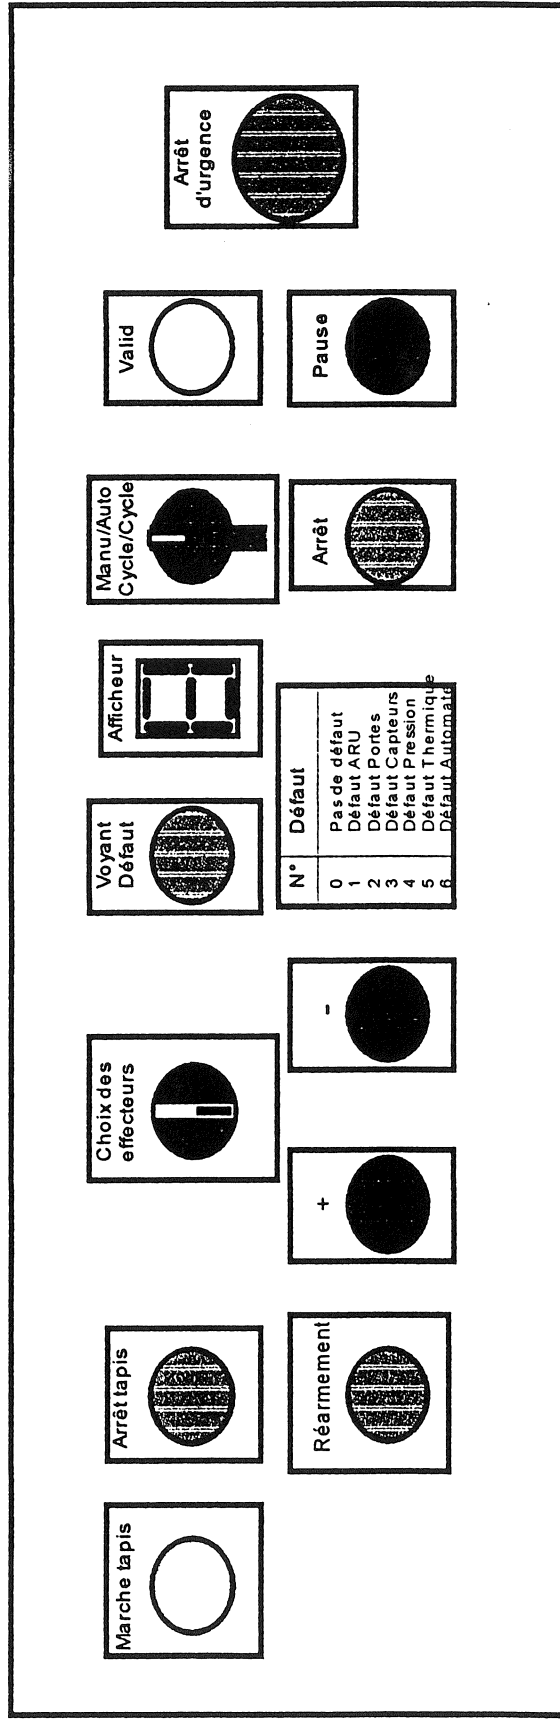 Marche tapis
Arrêt tapis
Choix des
effecteurs
Voyant
Défaut
Afficheur
Manu/Auto
Cycle/Cycle
Valid
Arrêt
d'urgence
Réarmement
+
-
N° Défaut
0 Pas de défaut
1 Défaut ARU
2 Défaut Portes
3 Défaut Capteurs
4 Défaut Pression
5 Défaut Thermique
6 Défaut Automate
Arrêt
Pause